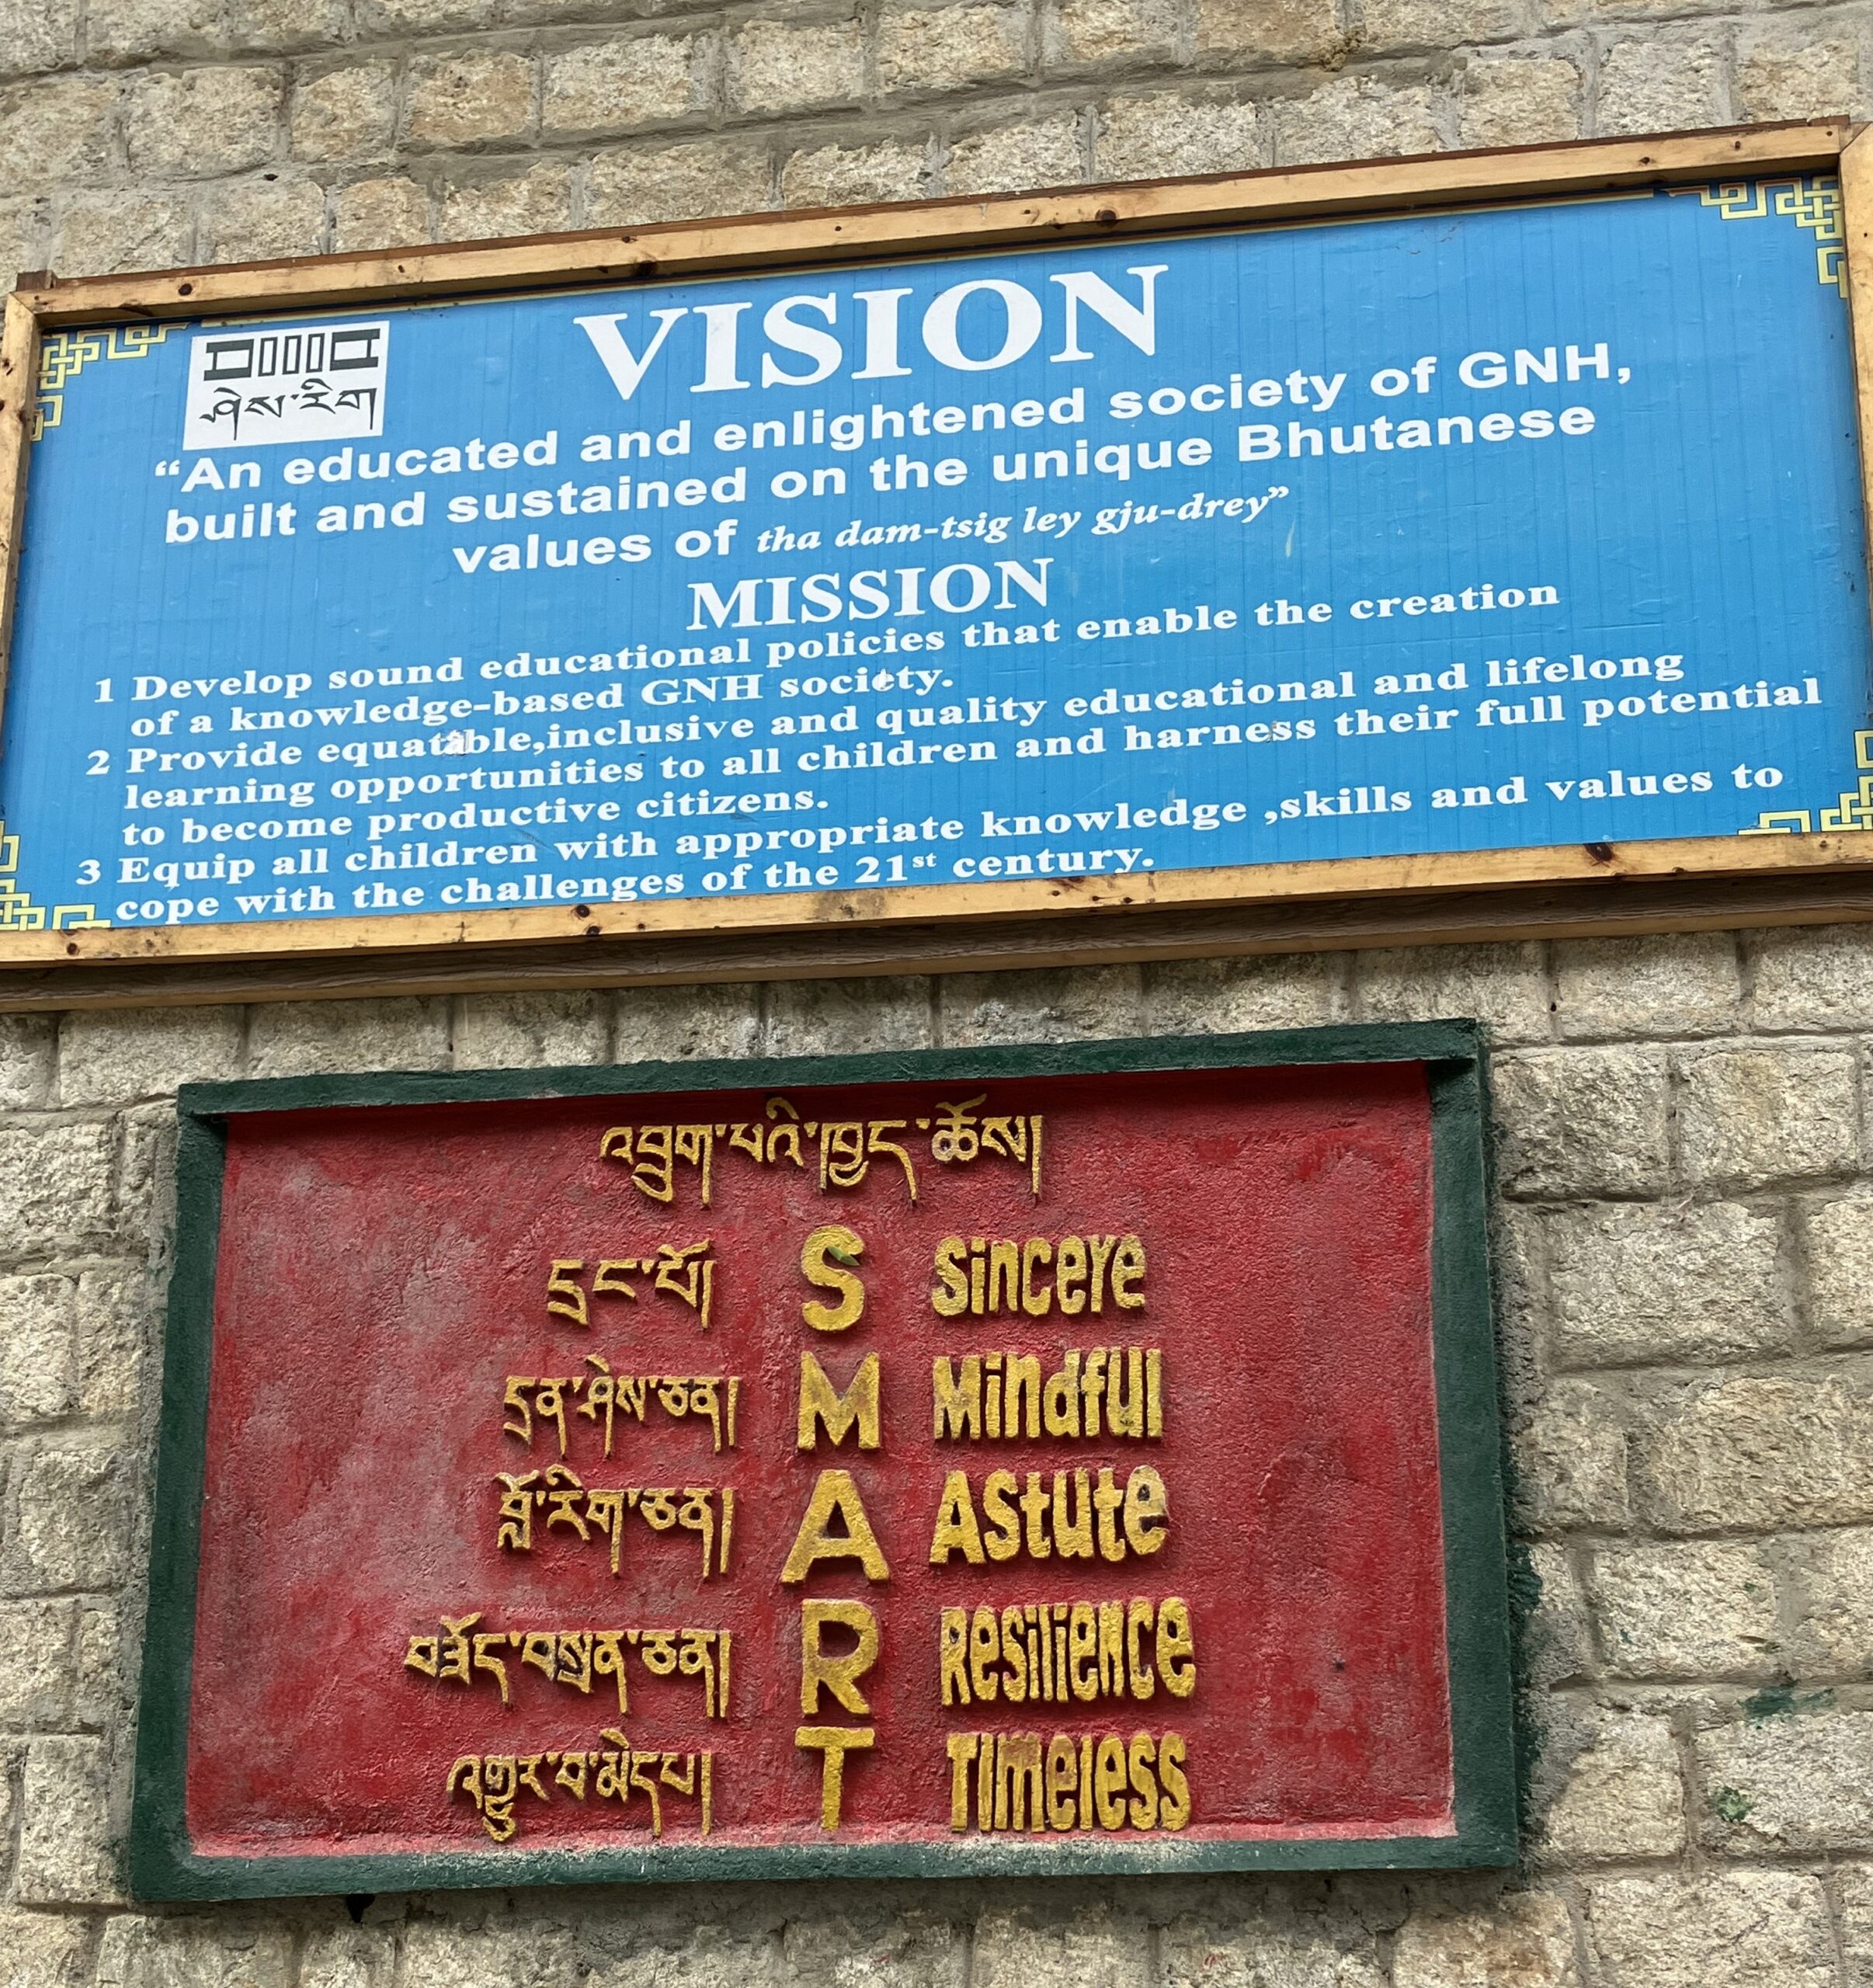 ཤེས་རིག
VISION
“An educated and enlightened society of GNH,
built and sustained on the unique Bhutanese
values of tha dam-tsig ley gju-drey”
MISSION
1 Develop sound educational policies that enable the creation
of a knowledge-based GNH society.
2 Provide equatable,inclusive and quality educational and lifelong
learning opportunities to all children and harness their full potential
to become productive citizens.
3 Equip all children with appropriate knowledge ,skills and values to
cope with the challenges of the 21st century.
འབྲུག་པའི་ཁྱད་ཆོས།
དྲང་པོ། S Sincere
དྲན་ཤེས་ཅན། M Mindful
བློ་རིག་ཅན། A Astute
བཟོད་བསྲན་ཅན། R Resilience
འགྱུར་བ་མེདཔ། T Timeless